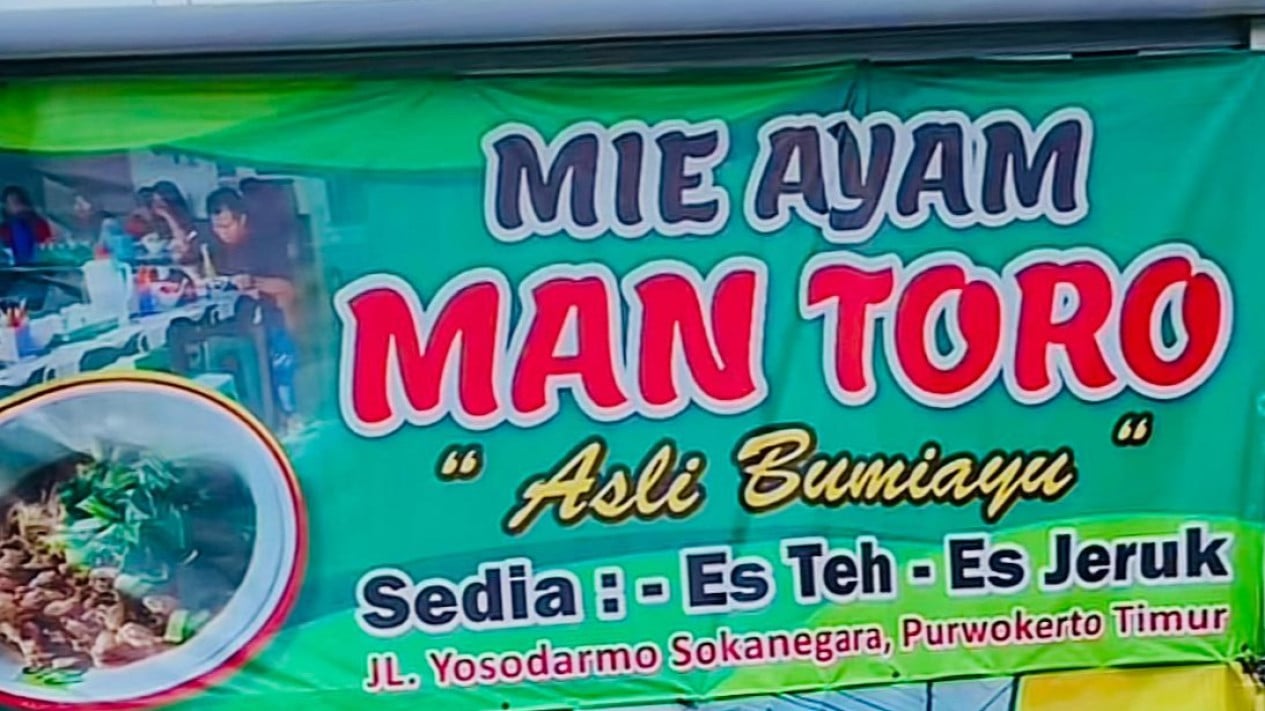 MIE AYAM
MAN TORO
“ Asli Bumiayu “
Sedia : - Es Teh - Es Jeruk
JL. Yosodarmo Sokanegara, Purwokerto Timur